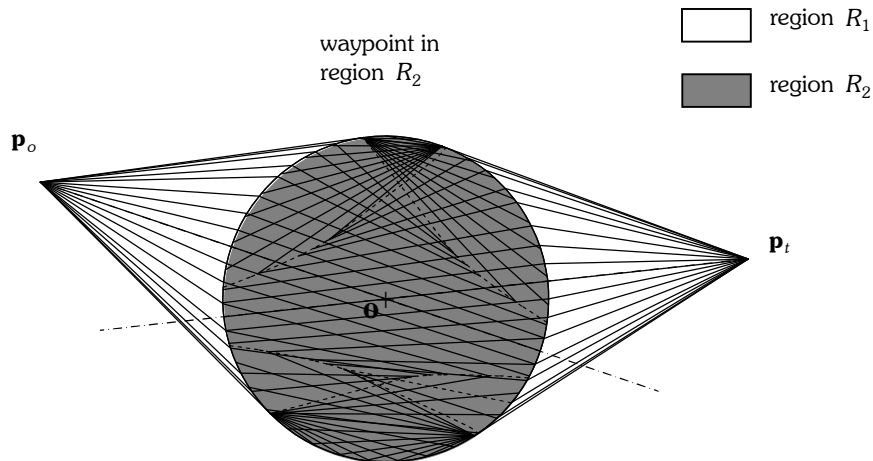 region R₁
waypoint in
region R₂
region R₂
𝐩ₒ
𝐩ₜ
𝐨